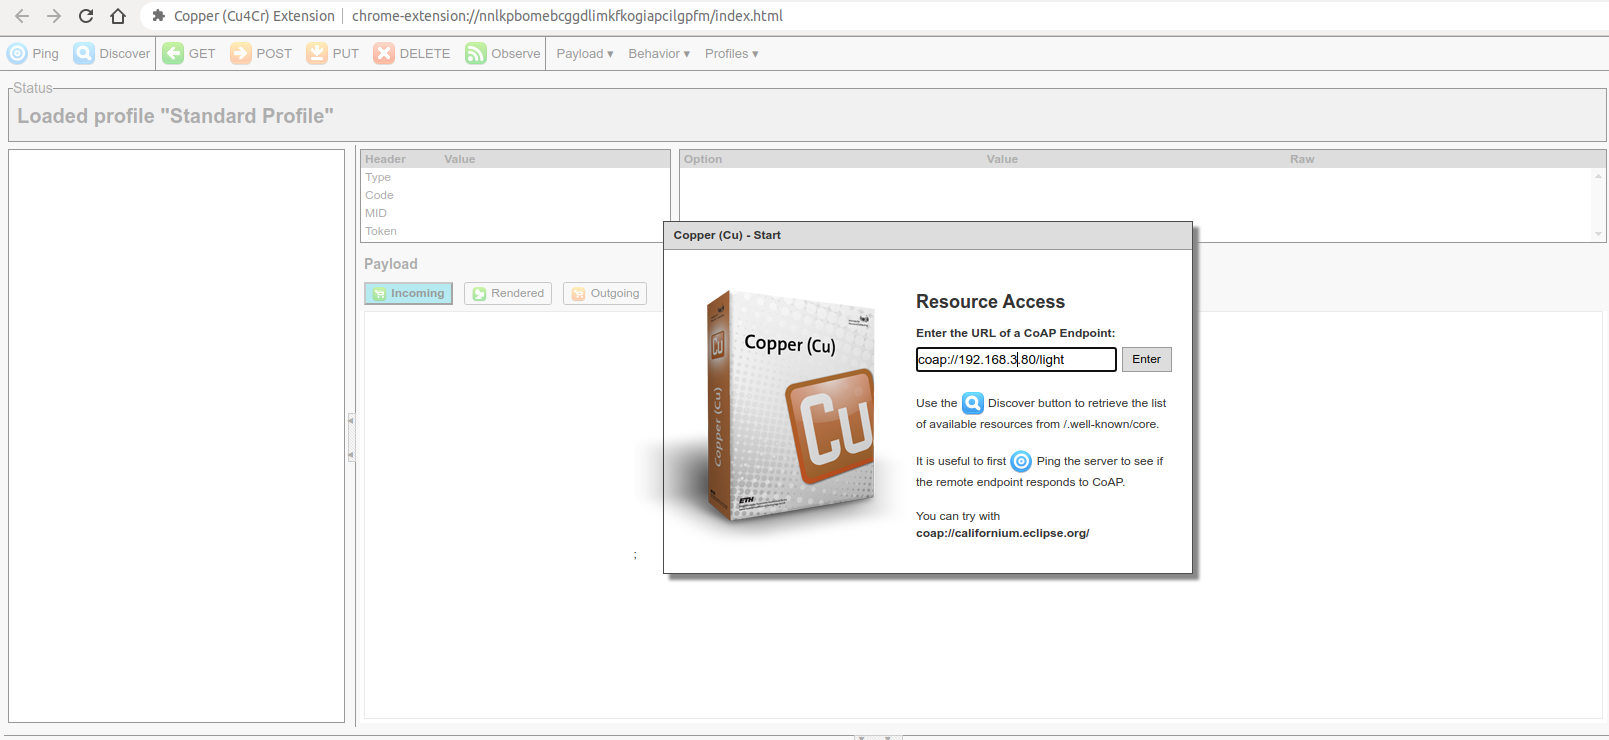 Copper (Cu4Cr) Extension chrome-extension://nnlkpbomebcggdlimkfkogiapcilgpfm/index.html
Ping Discover GET POST PUT DELETE Observe Payload ▾ Behavior ▾ Profiles ▾
Status
Loaded profile "Standard Profile"
Header Value
Type
Code
MID
Token
Option Value Raw
Payload
Incoming Rendered Outgoing
;
Copper (Cu) - Start
Copper (Cu)
Copper (Cu)
Cu
ETH
Resource Access
Enter the URL of a CoAP Endpoint:
coap://192.168.3.80/light Enter
Use the Discover button to retrieve the list
of available resources from /.well-known/core.
It is useful to first Ping the server to see if
the remote endpoint responds to CoAP.
You can try with
coap://californium.eclipse.org/